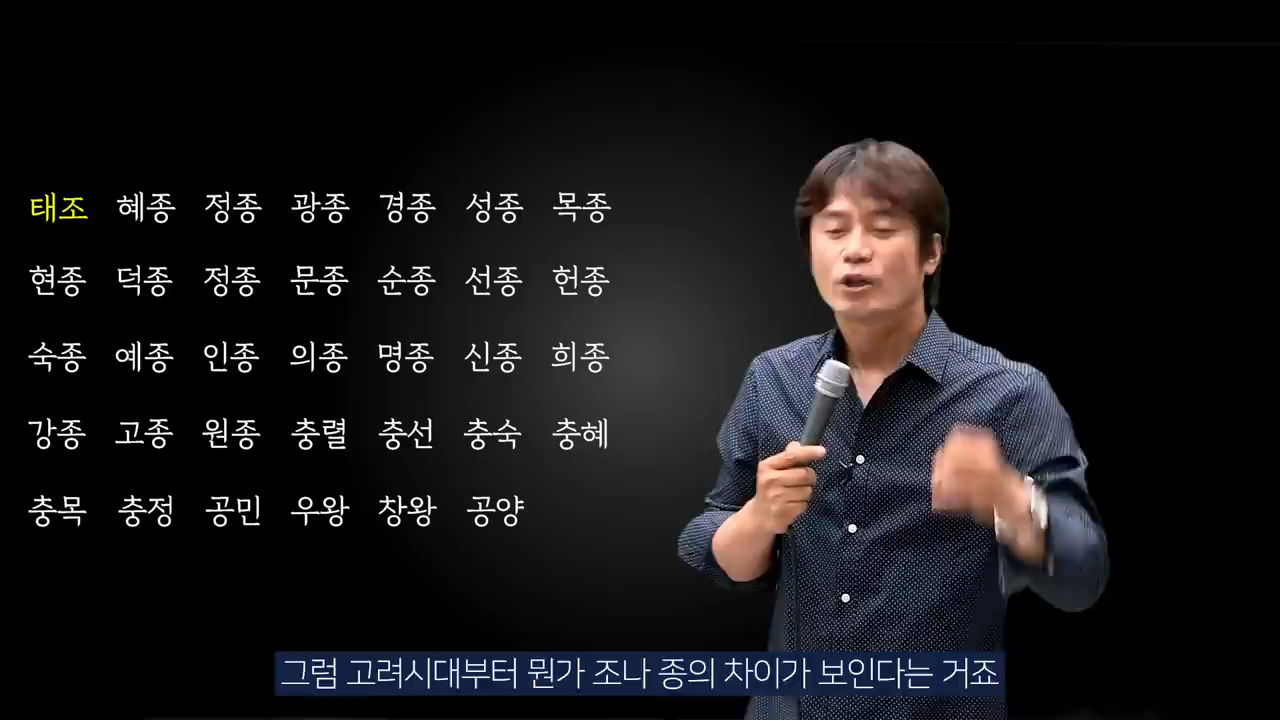 태조 혜종 정종 광종 경종 성종 목종
현종 덕종 정종 문종 순종 선종 헌종
숙종 예종 인종 의종 명종 신종 희종
강종 고종 원종 충렬 충선 충숙 충혜
충목 충정 공민 우왕 창왕 공양
그럼 고려시대부터 뭔가 조나 종의 차이가 보인다는 거죠